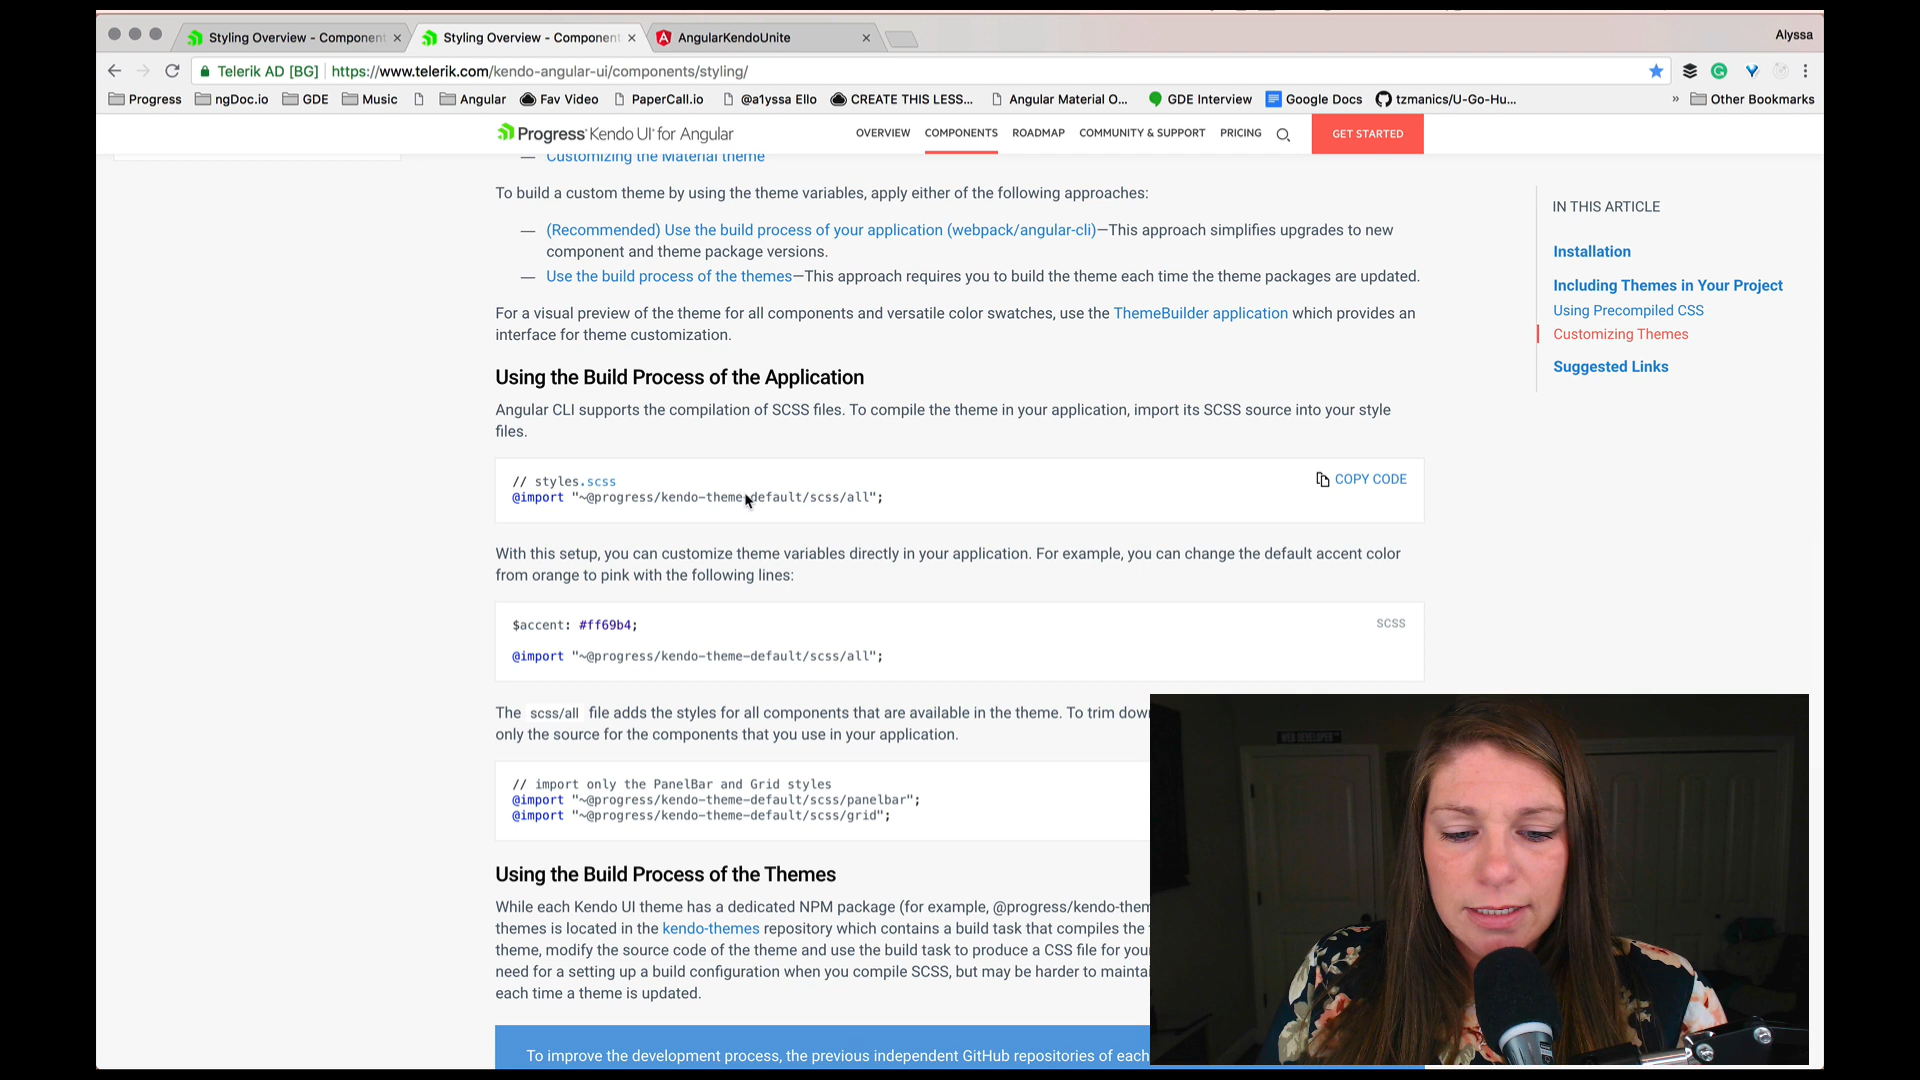 Styling Overview - Component
Styling Overview - Component
AngularKendoUnite
Alyssa
Telerik AD [BG] https://www.telerik.com/kendo-angular-ui/components/styling/
Progress
ngDoc.io
GDE
Music
Angular
Fav Video
PaperCall.io
@a1yssa Ello
CREATE THIS LESS...
Angular Material O...
GDE Interview
Google Docs
tzmanics/U-Go-Hu...
»
Other Bookmarks
Progress Kendo UI for Angular
OVERVIEW
COMPONENTS
ROADMAP
COMMUNITY & SUPPORT
PRICING
GET STARTED
— Customizing the Material theme
To build a custom theme by using the theme variables, apply either of the following approaches:
— (Recommended) Use the build process of your application (webpack/angular-cli)—This approach simplifies upgrades to new
component and theme package versions.
— Use the build process of the themes—This approach requires you to build the theme each time the theme packages are updated.
For a visual preview of the theme for all components and versatile color swatches, use the ThemeBuilder application which provides an
interface for theme customization.
Using the Build Process of the Application
Angular CLI supports the compilation of SCSS files. To compile the theme in your application, import its SCSS source into your style
files.
// styles.scss
@import "~@progress/kendo-theme-default/scss/all";
COPY CODE
With this setup, you can customize theme variables directly in your application. For example, you can change the default accent color
from orange to pink with the following lines:
$accent: #ff69b4;
SCSS
@import "~@progress/kendo-theme-default/scss/all";
The scss/all file adds the styles for all components that are available in the theme. To trim down
only the source for the components that you use in your application.
// import only the PanelBar and Grid styles
@import "~@progress/kendo-theme-default/scss/panelbar";
@import "~@progress/kendo-theme-default/scss/grid";
Using the Build Process of the Themes
While each Kendo UI theme has a dedicated NPM package (for example, @progress/kendo-them
themes is located in the kendo-themes repository which contains a build task that compiles the
theme, modify the source code of the theme and use the build task to produce a CSS file for you
need for a setting up a build configuration when you compile SCSS, but may be harder to maintai
each time a theme is updated.
To improve the development process, the previous independent GitHub repositories of each
IN THIS ARTICLE
Installation
Including Themes in Your Project
Using Precompiled CSS
Customizing Themes
Suggested Links
WEB DEVELOPER